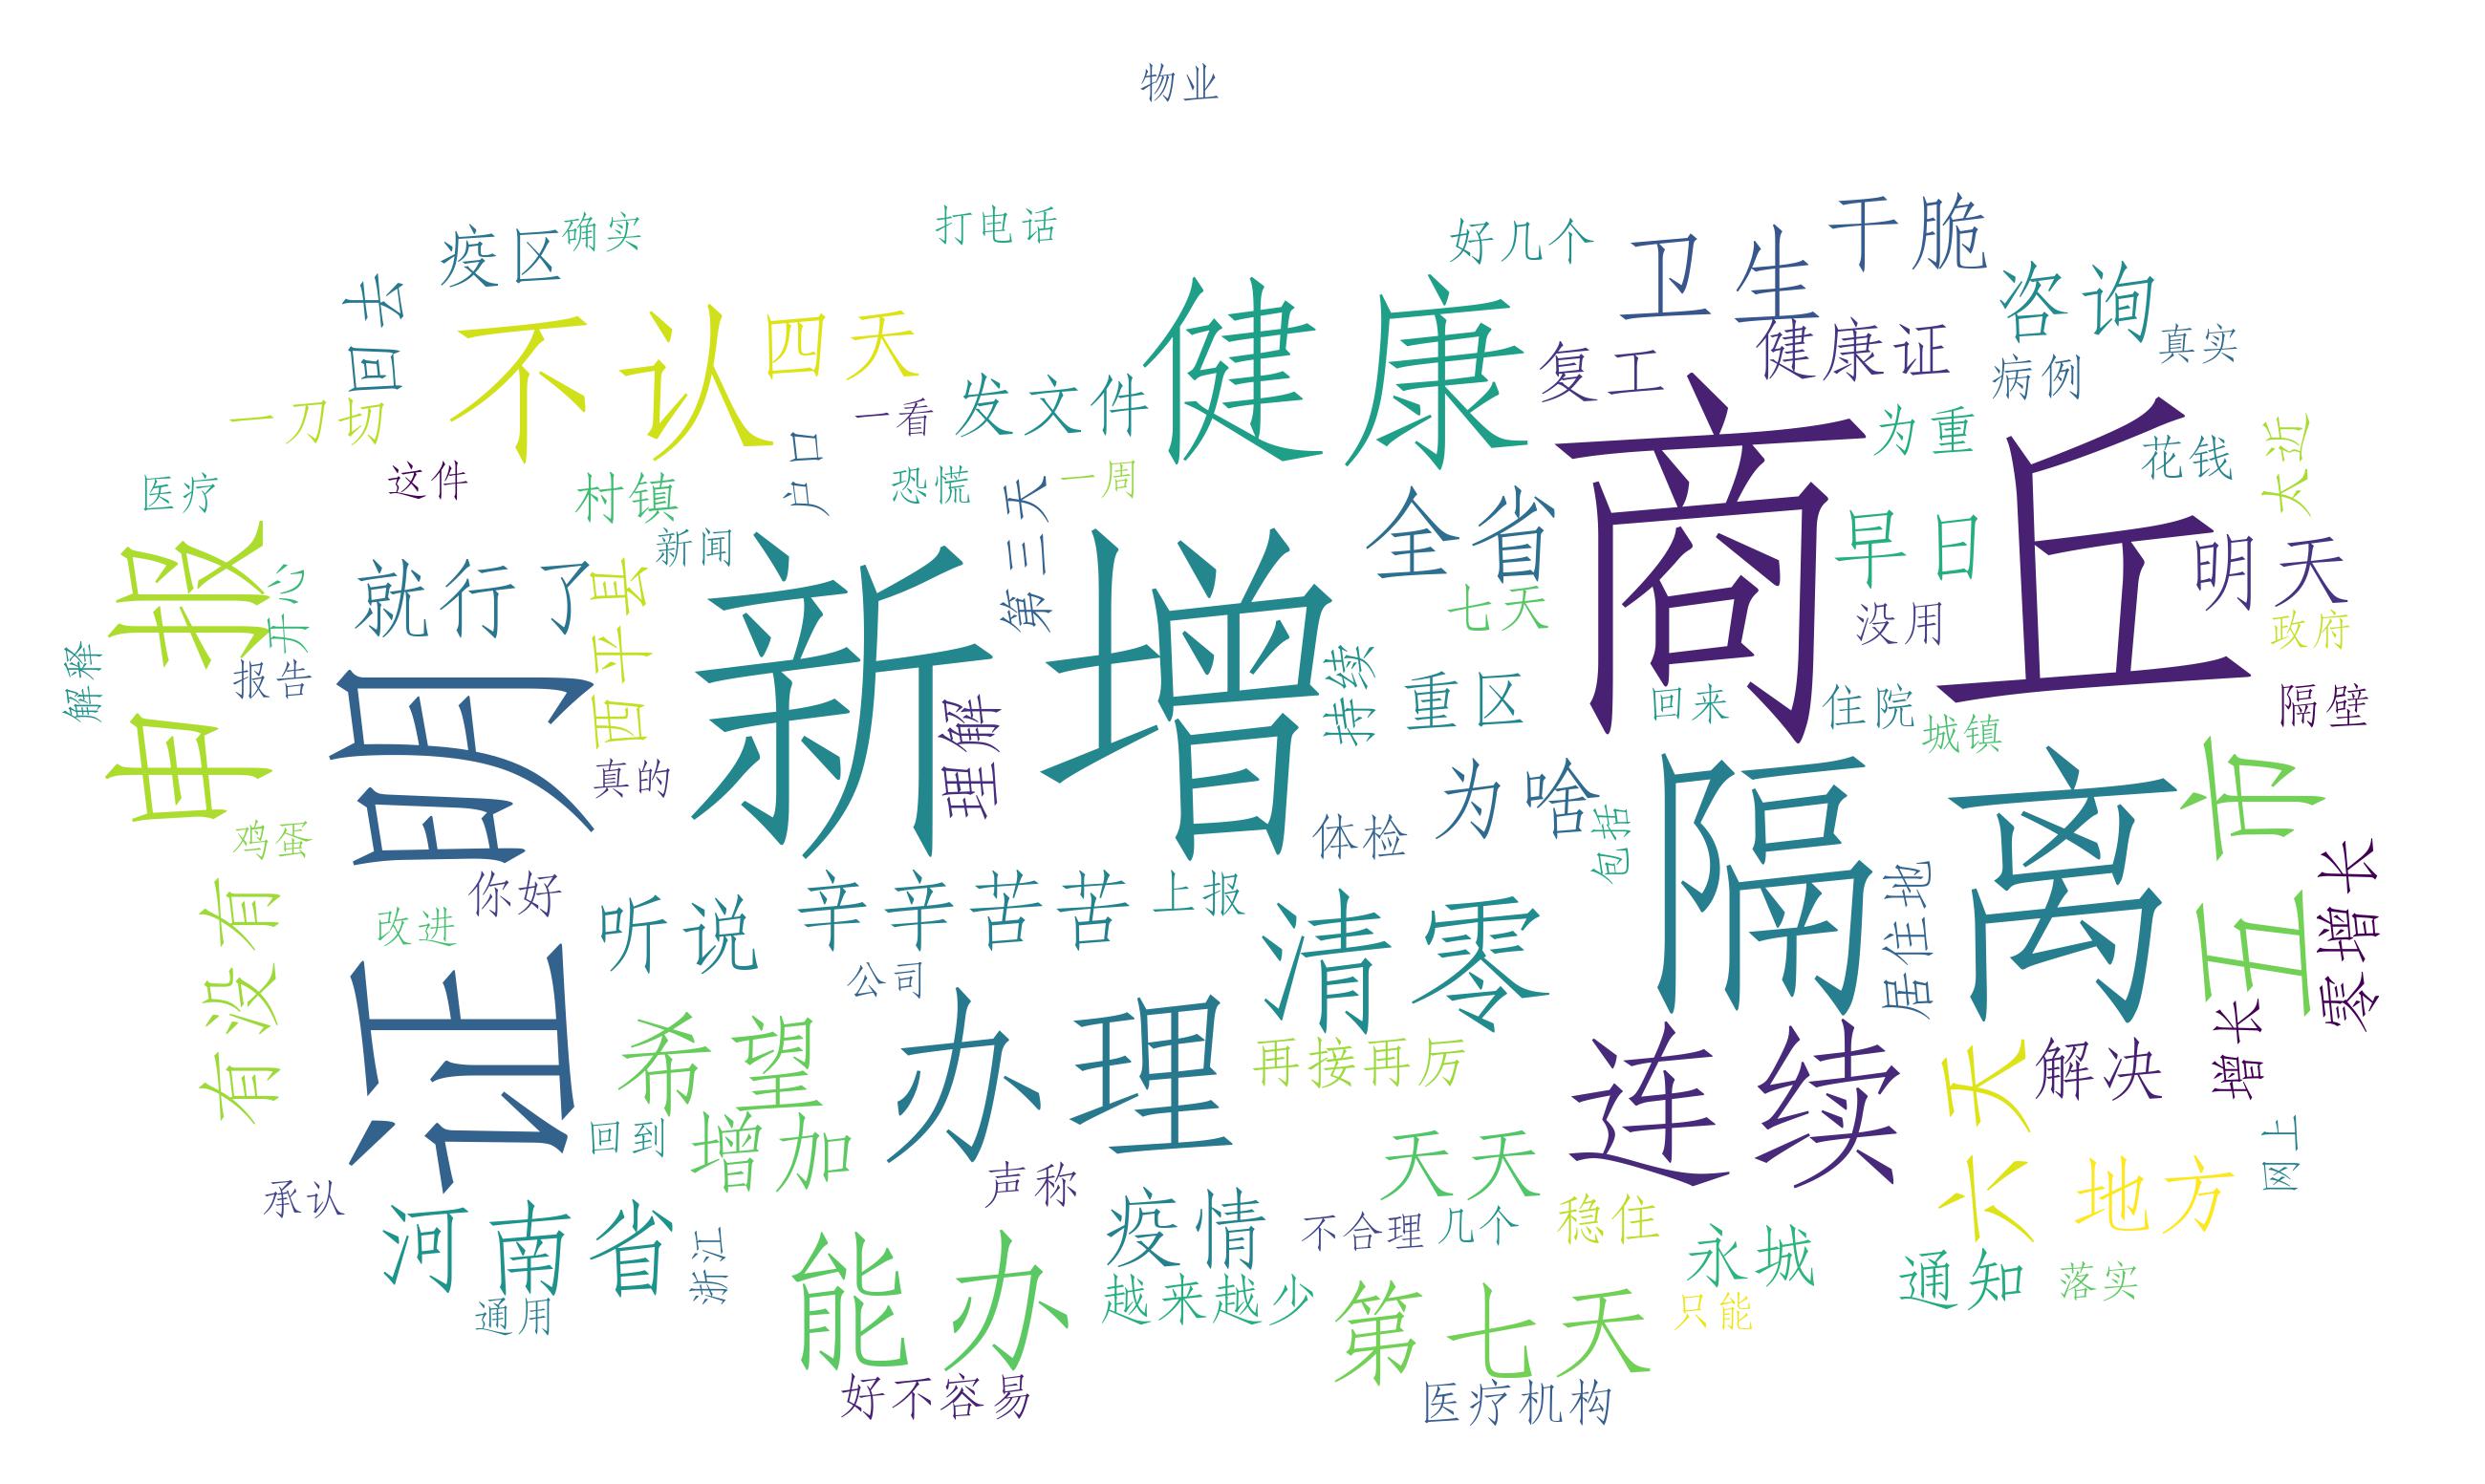 物业
疫区
确实
打电话
好几个
卫生
干脆
咨询
回去
不认
四天
健康
复工
健康证
病例
真实
一刀切
一看
发文件
商丘
为重
花钱
太近
医疗
这件
村镇
户口
恐慌
第三天
一周
全省
早日
明天
申报
开心
就行了
西平县
新闻
新增
七天
没用
政府
解释
报告
证明
真的
理解
持续
重区
回来
住院
城镇
隔壁
鸡蛋
体检
为啥
包括
隔离
五市
有没有
改进
你好
听说
辛辛苦苦
上报
清零
居住地
零增长
公司
希望
办理
再接再厉
连续
六天
解决
增长
回到
增加
天天
网上
承认
河南省
浙江
声称
疫情
不合理
几个
稳住
永城
地方
通知
落实
通用
能办
越来越少
第七天
只能
好不容易
医疗机构